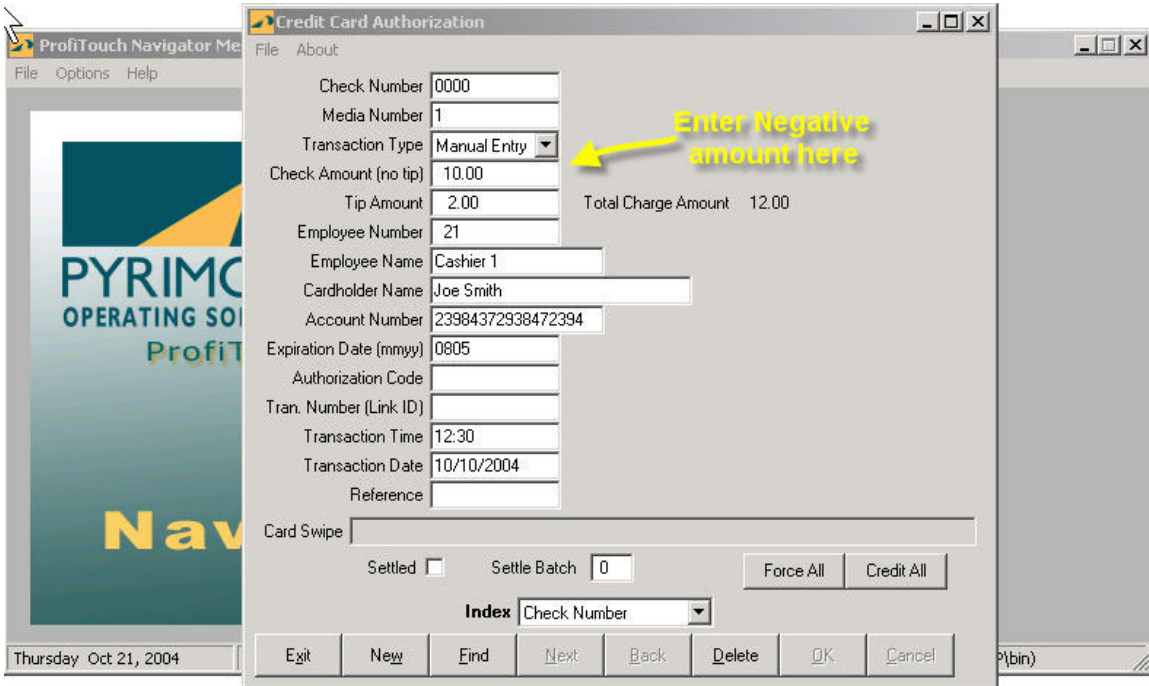 Credit Card Authorization
ProfiTouch Navigator Me
File About
File Options Help
Check Number 0000
Media Number 1
Transaction Type Manual Entry
Enter Negative
amount here
Check Amount (no tip) 10.00
Tip Amount 2.00 Total Charge Amount 12.00
Employee Number 21
Employee Name Cashier 1
PYRIMO
Cardholder Name Joe Smith
OPERATING SOL
Account Number 23984372938472394
ProfiT
Expiration Date (mmyy) 0805
Authorization Code
Tran. Number (Link ID)
Transaction Time 12:30
Transaction Date 10/10/2004
Reference
Nav
Card Swipe
Settled Settle Batch 0 Force All Credit All
Index Check Number
Exit New Find Next Back Delete OK Cancel
Thursday Oct 21, 2004 \bin)